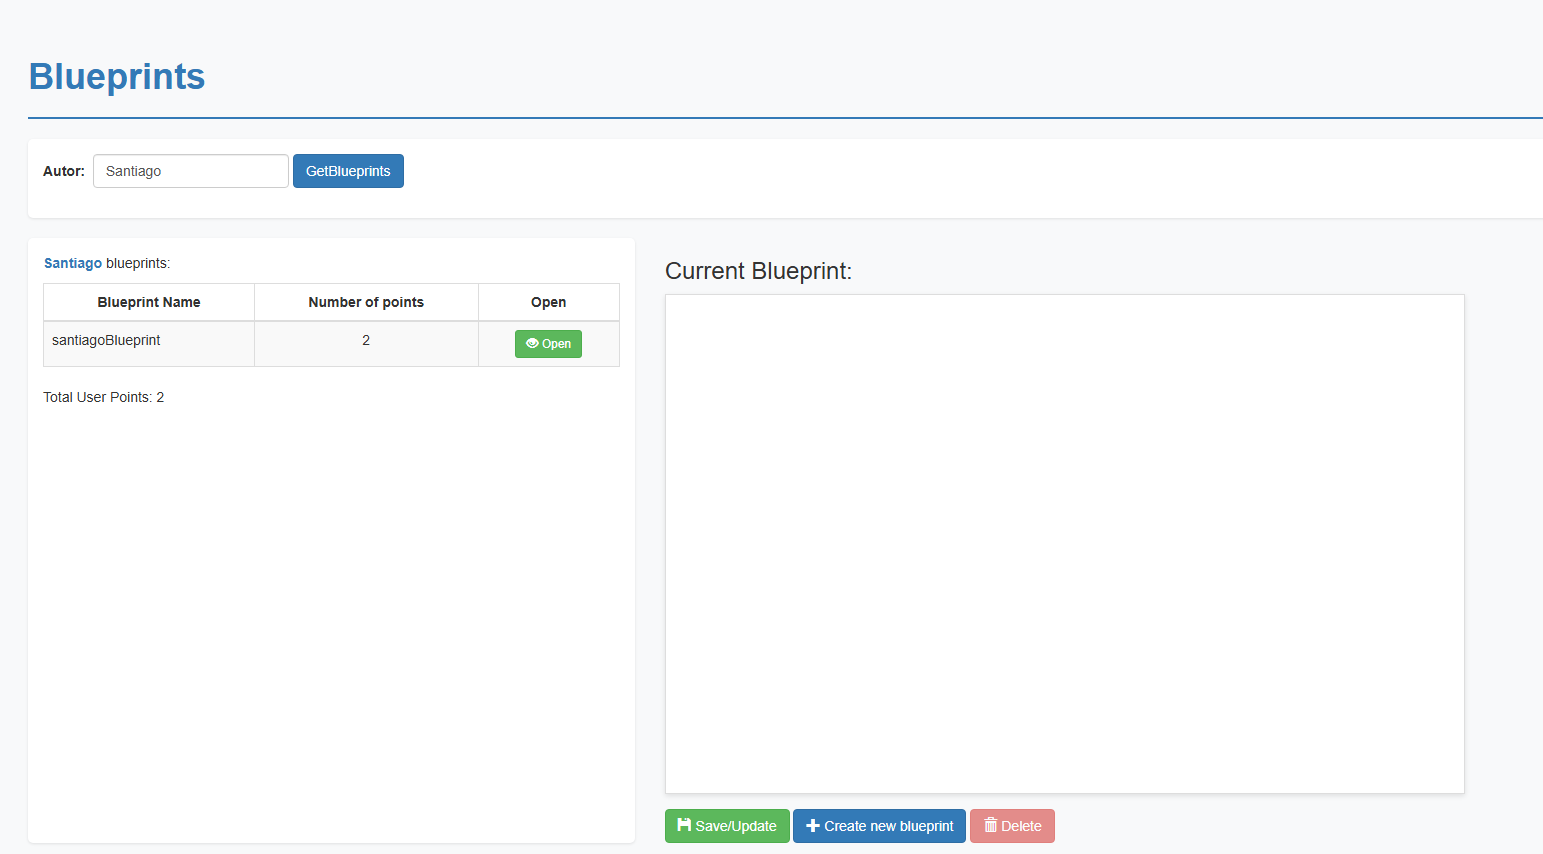 Blueprints
Autor: Santiago GetBlueprints
Santiago blueprints:
Blueprint Name Number of points Open
santiagoBlueprint 2 Open
Total User Points: 2
Current Blueprint:
Save/Update Create new blueprint Delete